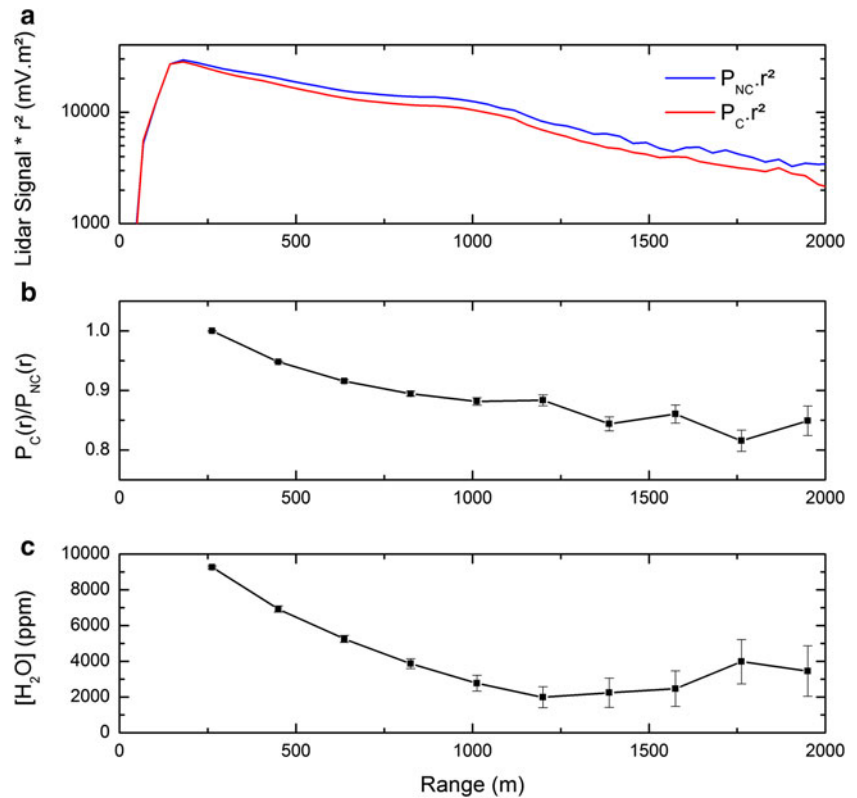 a
Lidar Signal * r² (mV.m²)
10000
1000
P_NC.r²
P_C.r²
0 500 1000 1500 2000
b
P_C(r)/P_NC(r)
1.0
0.9
0.8
0 500 1000 1500 2000
c
[H₂O] (ppm)
10000
8000
6000
4000
2000
0
0 500 1000 1500 2000
Range (m)